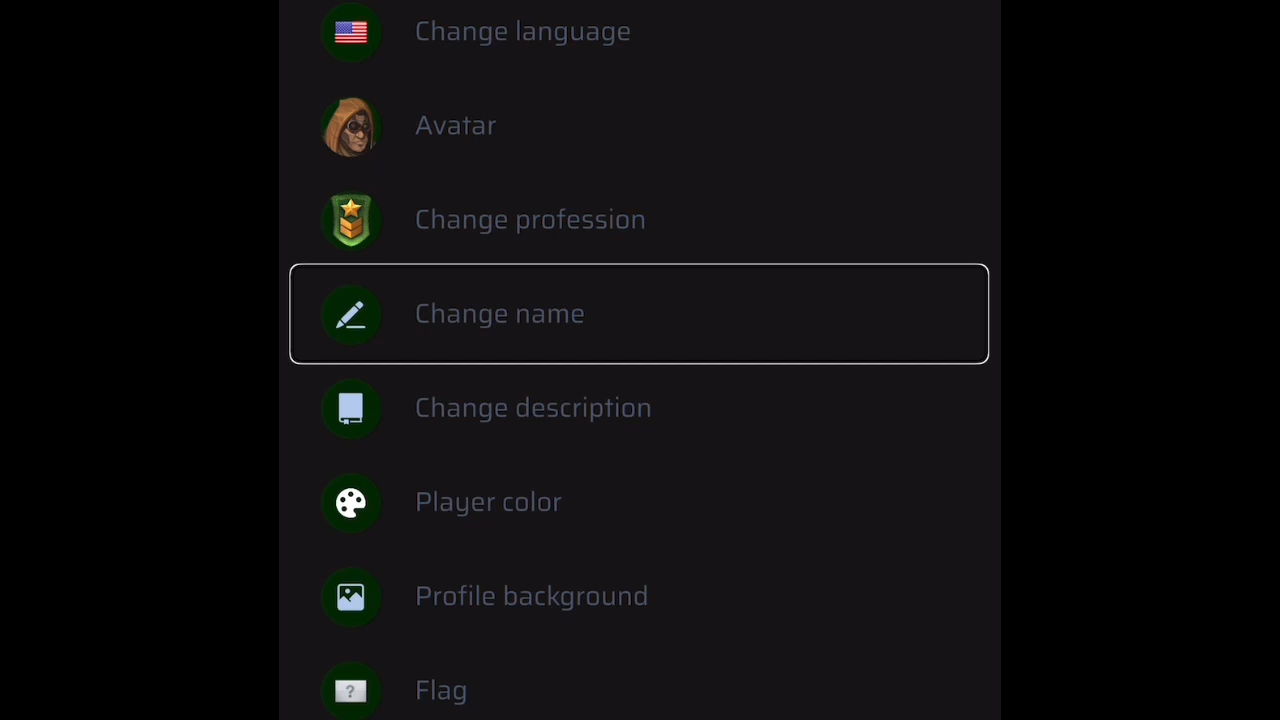 Change language
Avatar
Change profession
Change name
Change description
Player color
Profile background
?
Flag